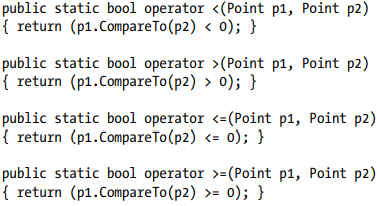 public static bool operator <(Point p1, Point p2)
{ return (p1.CompareTo(p2) < 0); }
public static bool operator >(Point p1, Point p2)
{ return (p1.CompareTo(p2) > 0); }
public static bool operator <=(Point p1, Point p2)
{ return (p1.CompareTo(p2) <= 0); }
public static bool operator >=(Point p1, Point p2)
{ return (p1.CompareTo(p2) >= 0); }